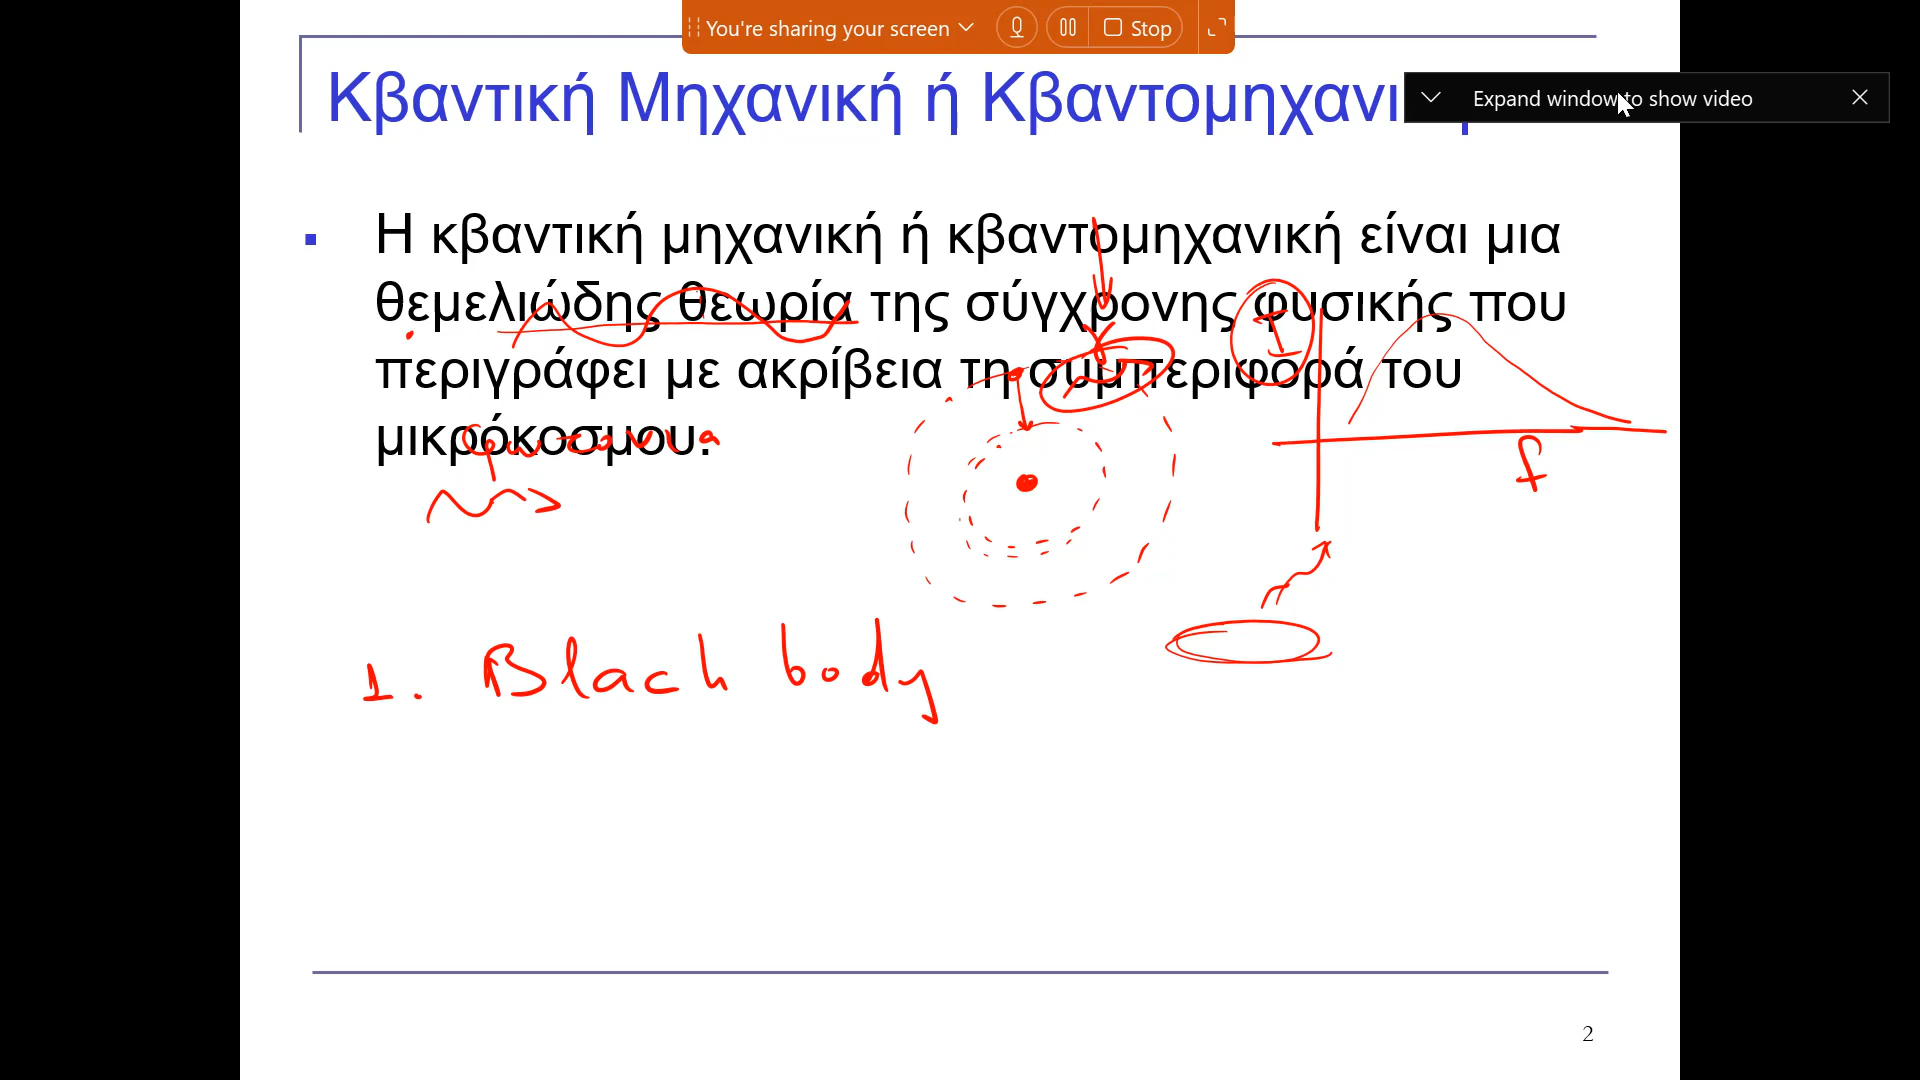 You're sharing your screen
Stop
Expand window to show video
Κβαντική Μηχανική ή Κβαντομηχανι
Η κβαντική μηχανική ή κβαντομηχανική είναι μια
θεμελιώδης θεωρία της σύγχρονης φυσικής που
περιγράφει με ακρίβεια τη συμπεριφορά του
μικρόκοσμου.
φωτονια
I
f
1. Black body
2